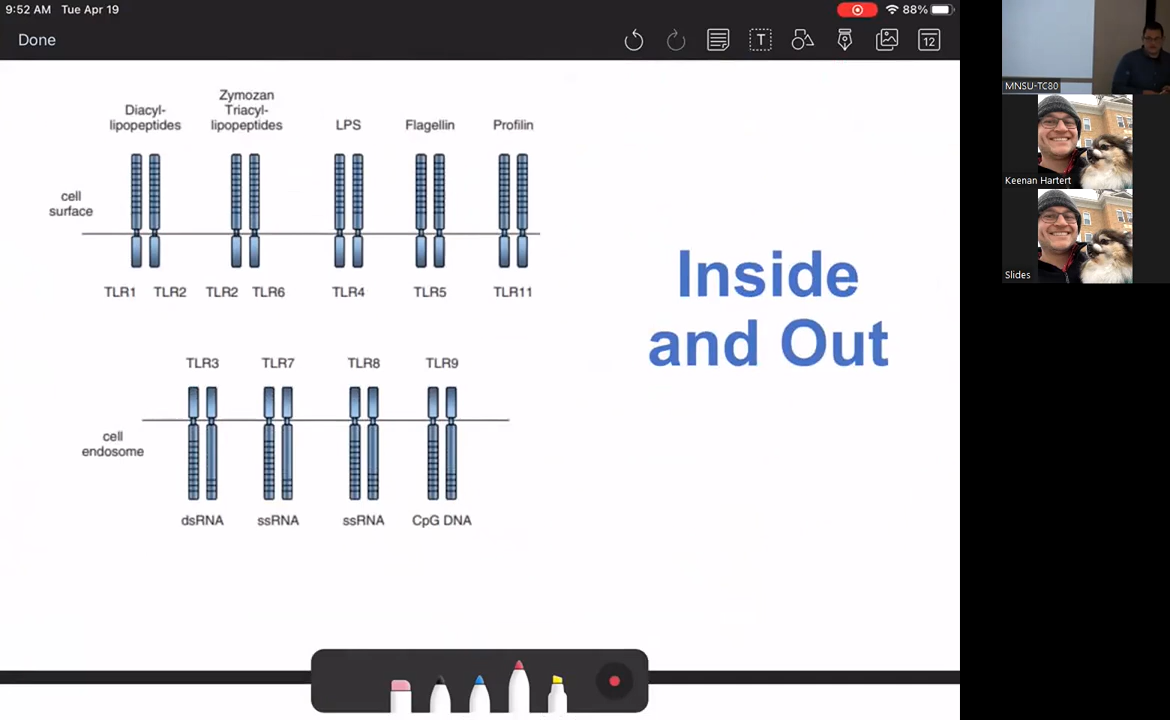 9:52 AM Tue Apr 19
88%
Done
12
Diacyl-
lipopeptides
Zymozan
Triacyl-
lipopeptides
LPS
Flagellin
Profilin
cell
surface
TLR1 TLR2 TLR2 TLR6 TLR4 TLR5 TLR11
Inside
and Out
TLR3 TLR7 TLR8 TLR9
cell
endosome
dsRNA ssRNA ssRNA CpG DNA
MNSU-TC80
Keenan Hartert
Slides